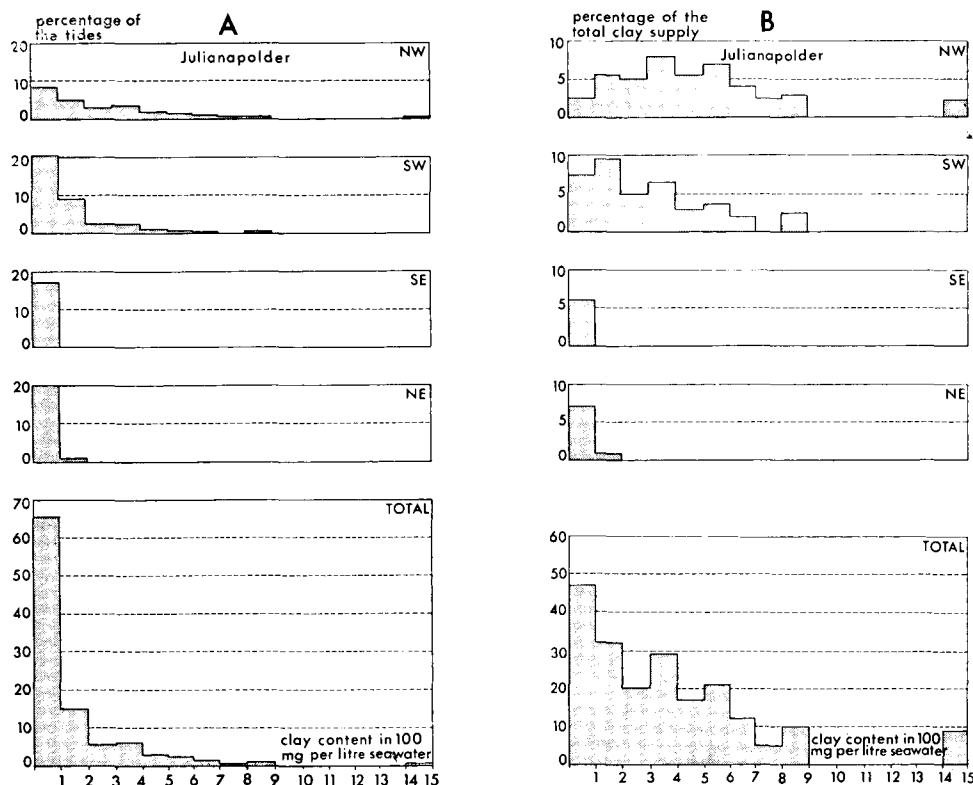 percentage of
the tides
A
20
10
0
Julianapolder
NW
20
10
0
SW
20
10
0
SE
20
10
0
NE
70
60
50
40
30
20
10
0
TOTAL
clay content in 100
mg per litre seawater
1 2 3 4 5 6 7 8 9 10 11 12 13 14 15
percentage of the
total clay supply
B
10
5
0
Julianapolder
NW
10
5
0
SW
10
5
0
SE
10
5
0
NE
60
50
40
30
20
10
0
TOTAL
clay content in 100
mg per litre seawater
1 2 3 4 5 6 7 8 9 10 11 12 13 14 15